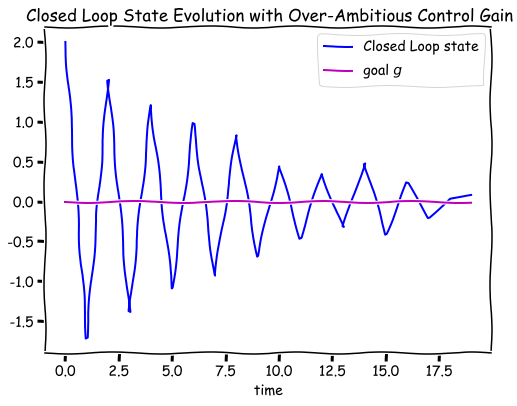 Closed Loop State Evolution with Over-Ambitious Control Gain
Closed Loop state
goal g
2.0
1.5
1.0
0.5
0.0
-0.5
-1.0
-1.5
0.0 2.5 5.0 7.5 10.0 12.5 15.0 17.5
time